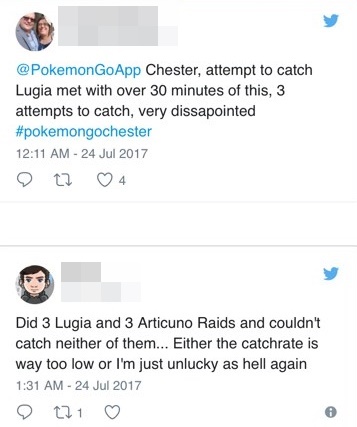 @PokemonGoApp Chester, attempt to catch
Lugia met with over 30 minutes of this, 3
attempts to catch, very dissapointed
#pokemongochester
12:11 AM - 24 Jul 2017
4
Did 3 Lugia and 3 Articuno Raids and couldn't
catch neither of them... Either the catchrate is
way too low or I'm just unlucky as hell again
1:31 AM - 24 Jul 2017
1